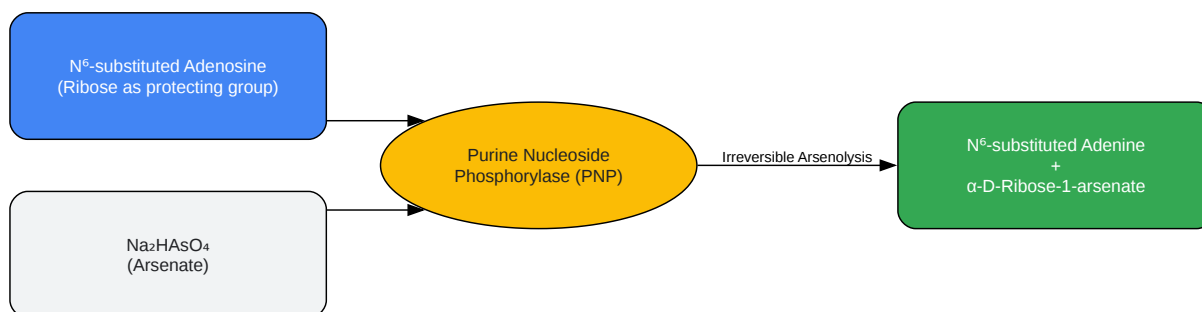 N⁶-substituted Adenosine
(Ribose as protecting group)
Na₂HAsO₄
(Arsenate)
Purine Nucleoside
Phosphorylase (PNP)
Irreversible Arsenolysis
N⁶-substituted Adenine
+
α-D-Ribose-1-arsenate